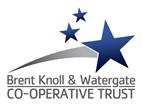 Brent Knoll & Watergate
CO-OPERATIVE TRUST